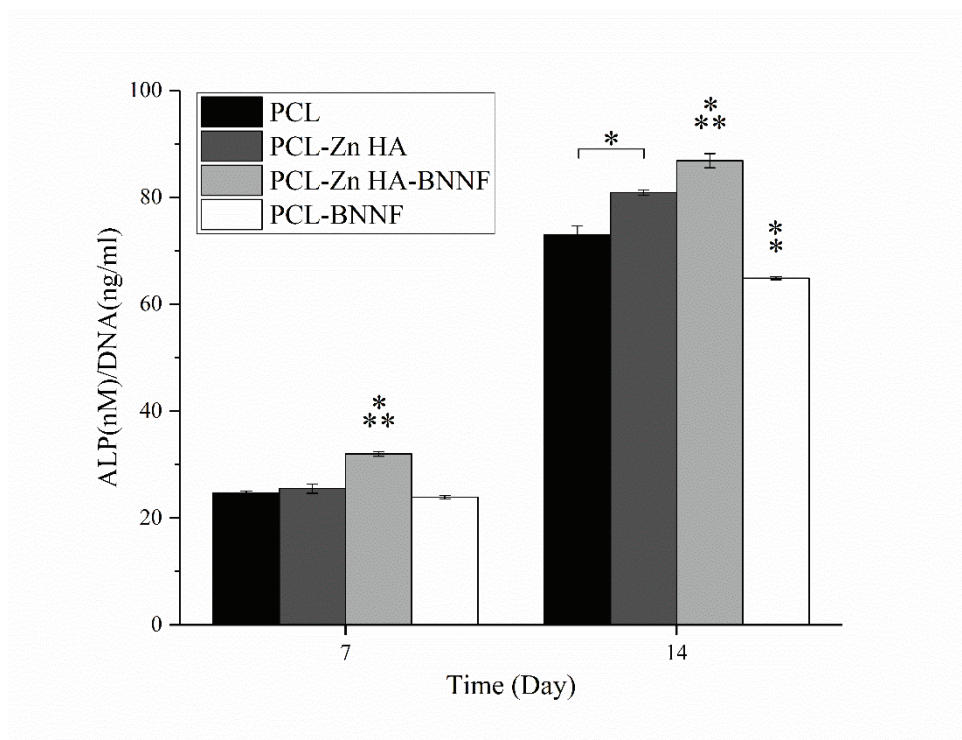 100
80
60
40
20
0
ALP(nM)/DNA(ng/ml)
PCL
PCL-Zn HA
PCL-Zn HA-BNNF
PCL-BNNF
*
**
*
*
**
*
*
7
14
Time (Day)